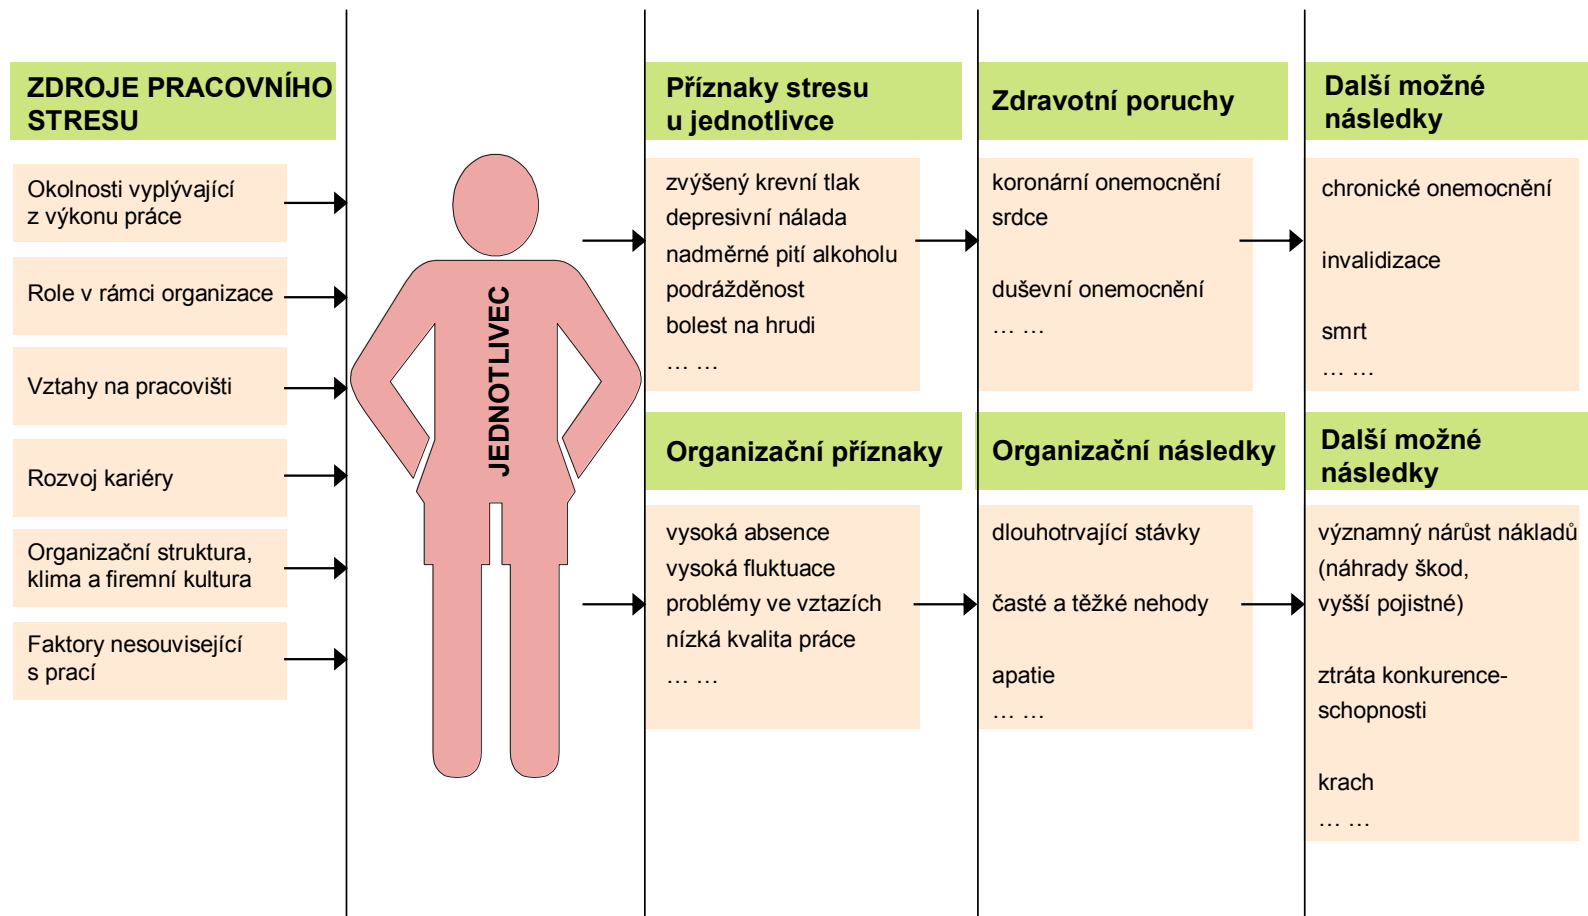 ZDROJE PRACOVNÍHO
STRESU
Okolnosti vyplývající
z výkonu práce
Role v rámci organizace
Vztahy na pracovišti
Rozvoj kariéry
Organizační struktura,
klima a firemní kultura
Faktory nesouvisející
s prací
JEDNOTLIVEC
Příznaky stresu
u jednotlivce
zvýšený krevní tlak
depresivní nálada
nadměrné pití alkoholu
podrážděnost
bolest na hrudi
… …
Zdravotní poruchy
koronární onemocnění
srdce
duševní onemocnění
… …
Další možné
následky
chronické onemocnění
invalidizace
smrt
… …
Organizační příznaky
vysoká absence
vysoká fluktuace
problémy ve vztazích
nízká kvalita práce
… …
Organizační následky
dlouhotrvající stávky
časté a těžké nehody
apatie
… …
Další možné
následky
významný nárůst nákladů
(náhrady škod,
vyšší pojistné)
ztráta konkurence-
schopnosti
krach
… …